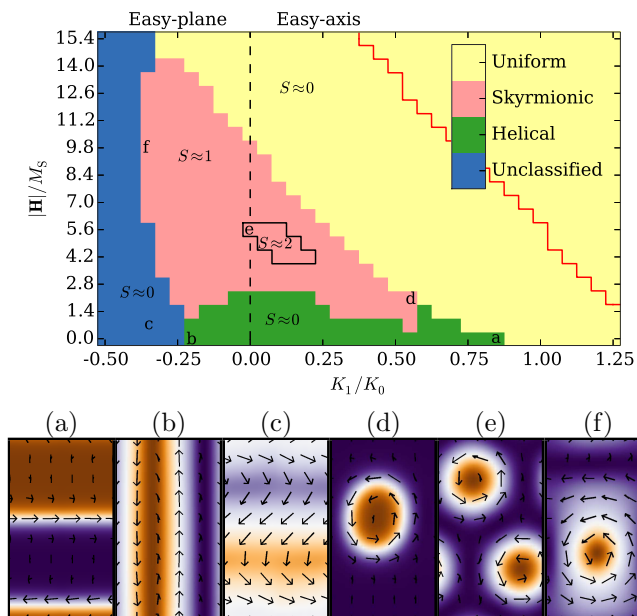 Easy-plane Easy-axis
15.4
14.0
12.6
11.2
9.8
8.4
7.0
5.6
4.2
2.8
1.4
0.0
|H|/M_S
Uniform
Skyrmionic
Helical
Unclassified
S≈0
f
S≈1
e
S≈2
d
S≈0
S≈0
c
b
a
-0.50 -0.25 0.00 0.25 0.50 0.75 1.00 1.25
K_1/K_0
(a) (b) (c) (d) (e) (f)